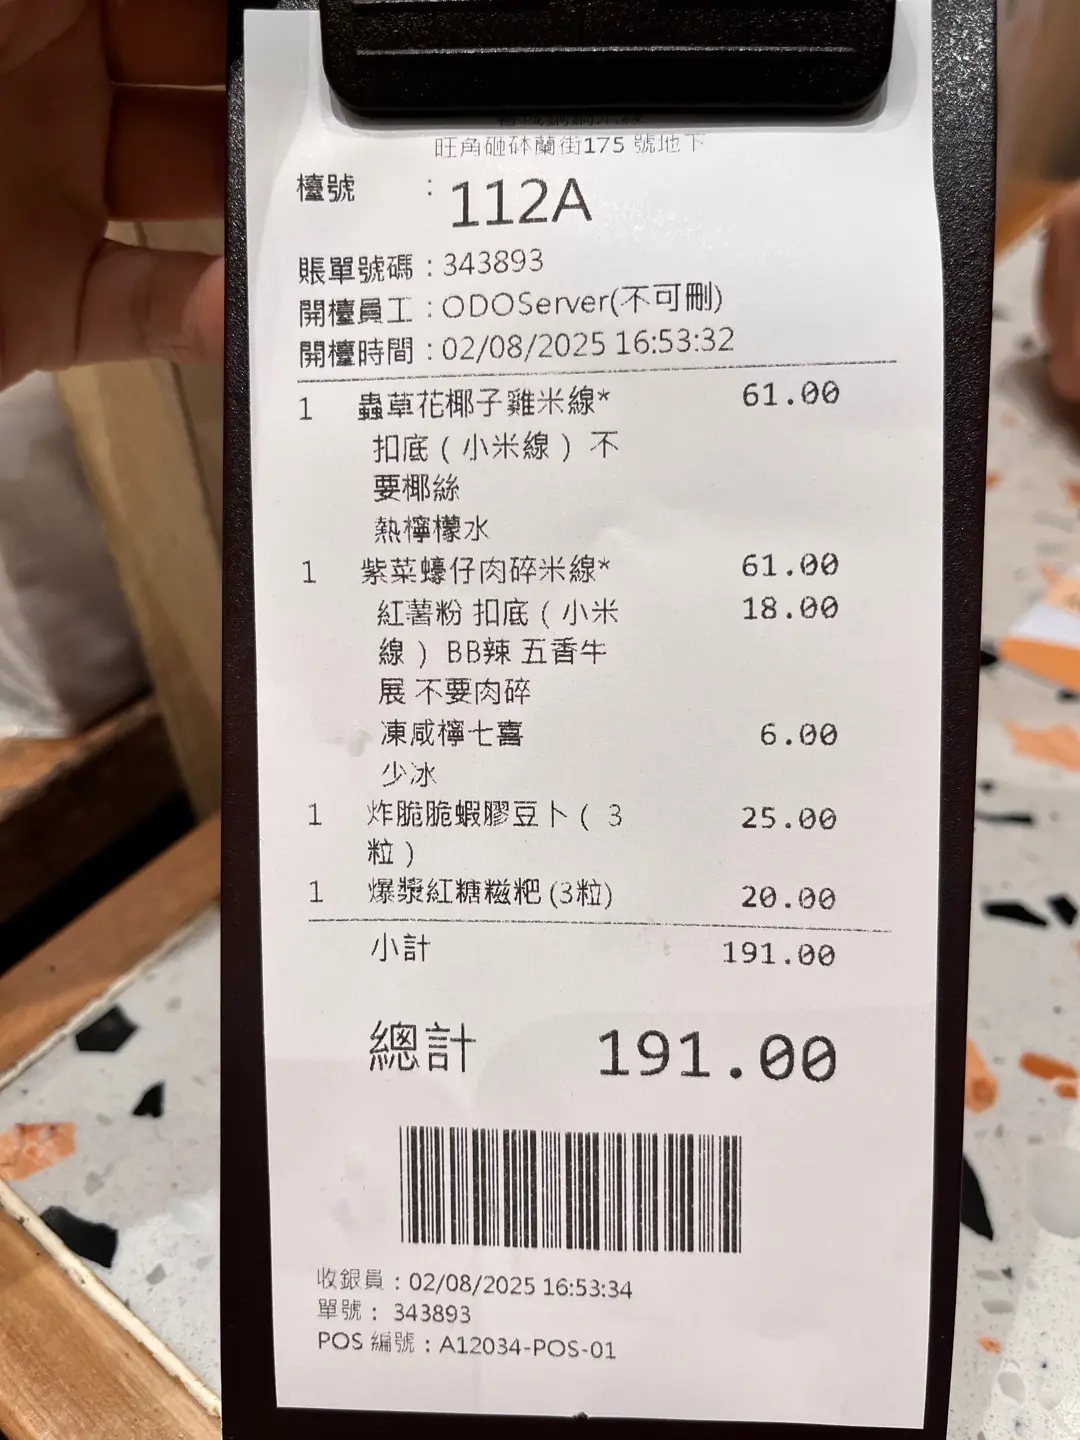 旺角砵蘭街175 號地下
檯號 : 112A
賬單號碼 : 343893
開檯員工 : ODOServer(不可刪)
開檯時間 : 02/08/2025 16:53:32
1 蟲草花椰子雞米線* 61.00
扣底 ( 小米線 ) 不
要椰絲
熱檸檬水
1 紫菜蠔仔肉碎米線* 61.00
紅薯粉 扣底 ( 小米 18.00
線 ) BB辣 五香牛
展 不要肉碎
凍咸檸七喜 6.00
少冰
1 炸脆脆蝦膠豆卜 ( 3 25.00
粒 )
1 爆漿紅糖糍粑 (3粒) 20.00
小計 191.00
總計 191.00
收銀員 : 02/08/2025 16:53:34
單號 : 343893
POS 編號 : A12034-POS-01